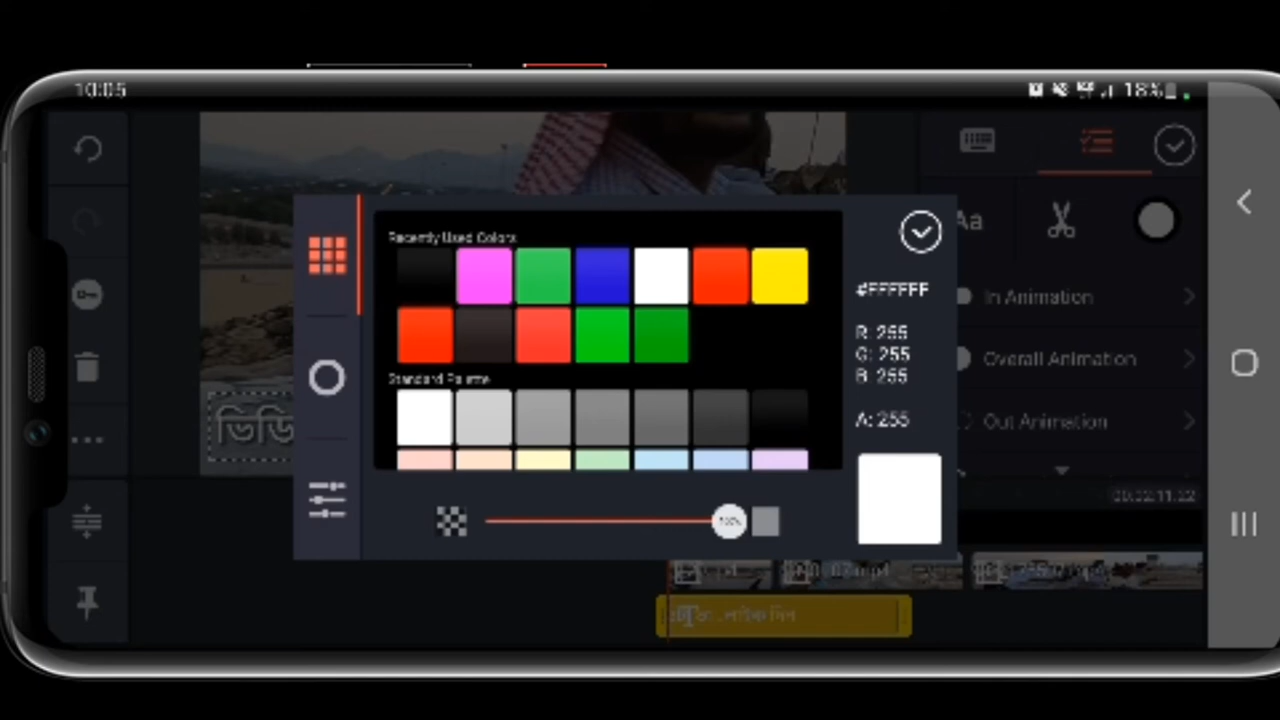 10:05
18%
Recently Used Colors
Standard Palette
#FFFFFF
R: 255
G: 255
B: 255
A: 255
Aa
In Animation
Overall Animation
Out Animation
ভিডি